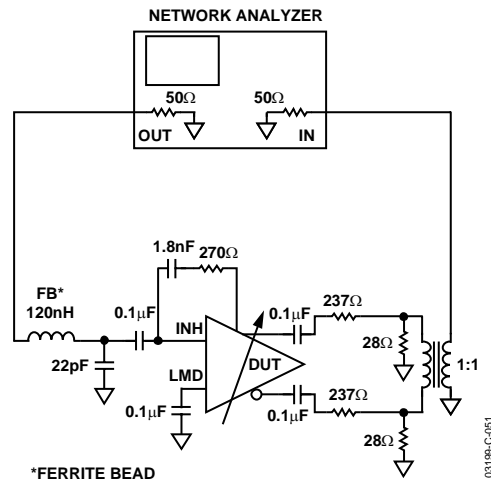 NETWORK ANALYZER
50Ω
50Ω
OUT
IN
1.8nF
270Ω
FB*
120nH
0.1μF
INH
0.1μF
237Ω
28Ω
22pF
DUT
1:1
LMD
237Ω
0.1μF
0.1μF
28Ω
*FERRITE BEAD
03199-C-051